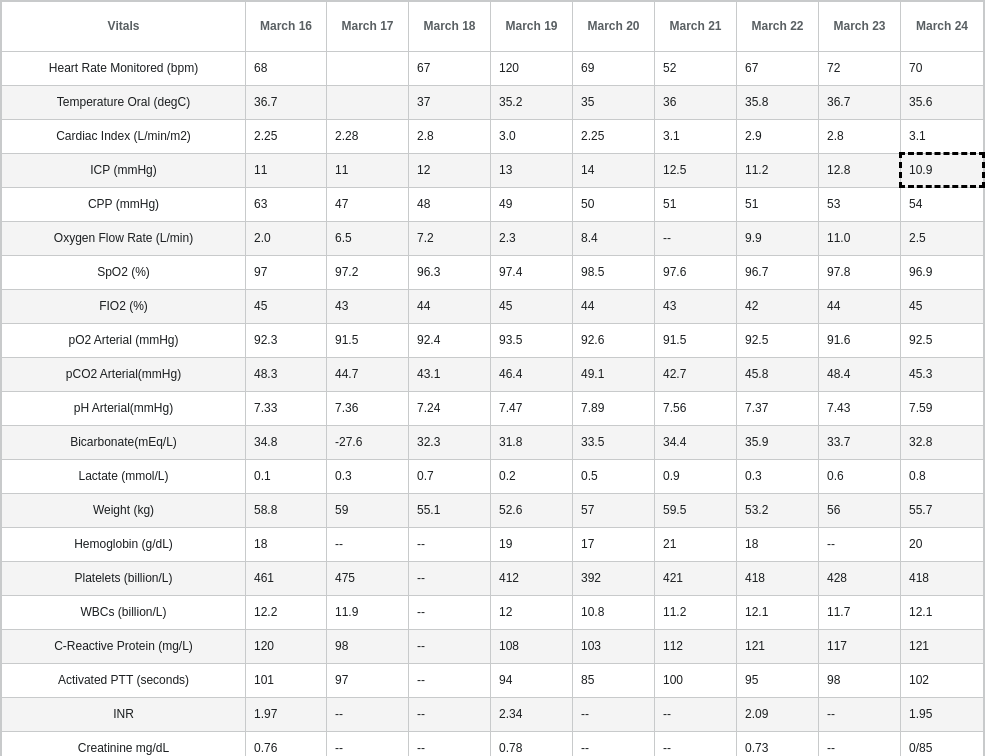 Vitals March 16 March 17 March 18 March 19 March 20 March 21 March 22 March 23 March 24
Heart Rate Monitored (bpm) 68 67 120 69 52 67 72 70
Temperature Oral (degC) 36.7 37 35.2 35 36 35.8 36.7 35.6
Cardiac Index (L/min/m2) 2.25 2.28 2.8 3.0 2.25 3.1 2.9 2.8 3.1
ICP (mmHg) 11 11 12 13 14 12.5 11.2 12.8 10.9
CPP (mmHg) 63 47 48 49 50 51 51 53 54
Oxygen Flow Rate (L/min) 2.0 6.5 7.2 2.3 8.4 -- 9.9 11.0 2.5
SpO2 (%) 97 97.2 96.3 97.4 98.5 97.6 96.7 97.8 96.9
FIO2 (%) 45 43 44 45 44 43 42 44 45
pO2 Arterial (mmHg) 92.3 91.5 92.4 93.5 92.6 91.5 92.5 91.6 92.5
pCO2 Arterial(mmHg) 48.3 44.7 43.1 46.4 49.1 42.7 45.8 48.4 45.3
pH Arterial(mmHg) 7.33 7.36 7.24 7.47 7.89 7.56 7.37 7.43 7.59
Bicarbonate(mEq/L) 34.8 -27.6 32.3 31.8 33.5 34.4 35.9 33.7 32.8
Lactate (mmol/L) 0.1 0.3 0.7 0.2 0.5 0.9 0.3 0.6 0.8
Weight (kg) 58.8 59 55.1 52.6 57 59.5 53.2 56 55.7
Hemoglobin (g/dL) 18 -- -- 19 17 21 18 -- 20
Platelets (billion/L) 461 475 -- 412 392 421 418 428 418
WBCs (billion/L) 12.2 11.9 -- 12 10.8 11.2 12.1 11.7 12.1
C-Reactive Protein (mg/L) 120 98 -- 108 103 112 121 117 121
Activated PTT (seconds) 101 97 -- 94 85 100 95 98 102
INR 1.97 -- -- 2.34 -- -- 2.09 -- 1.95
Creatinine mg/dL 0.76 -- -- 0.78 -- -- 0.73 -- 0/85